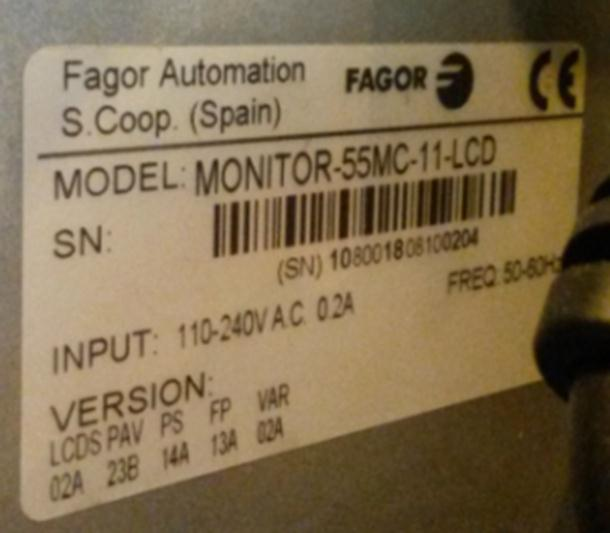 Fagor Automation FAGOR CE
S.Coop. (Spain)
MODEL: MONITOR-55MC-11-LCD
SN:
(SN) 108001808100204
INPUT: 110-240V A.C. 0.2A FREQ: 50-60Hz
VERSION:
LCDS PAV PS FP VAR
02A 23B 14A 13A 02A